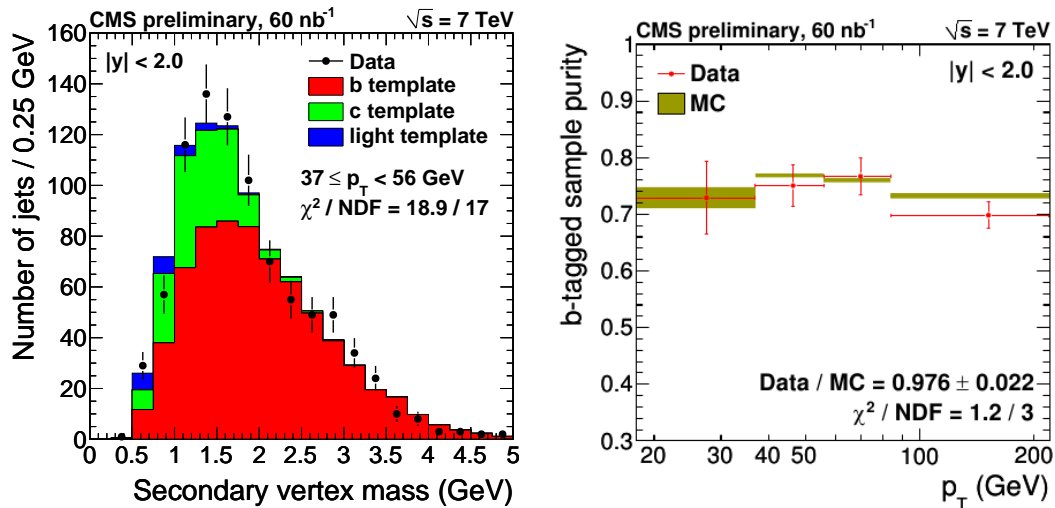 CMS preliminary, 60 nb⁻¹ √s = 7 TeV
Number of jets / 0.25 GeV
160
140
120
100
80
60
40
20
0
|y| < 2.0
Data
b template
c template
light template
37 ≤ p_T < 56 GeV
χ² / NDF = 18.9 / 17
0 0.5 1 1.5 2 2.5 3 3.5 4 4.5 5
Secondary vertex mass (GeV)
CMS preliminary, 60 nb⁻¹ √s = 7 TeV
b-tagged sample purity
1
0.9
0.8
0.7
0.6
0.5
0.4
0.3
Data
MC
|y| < 2.0
Data / MC = 0.976 ± 0.022
χ² / NDF = 1.2 / 3
20 30 40 50 100 200
p_T (GeV)